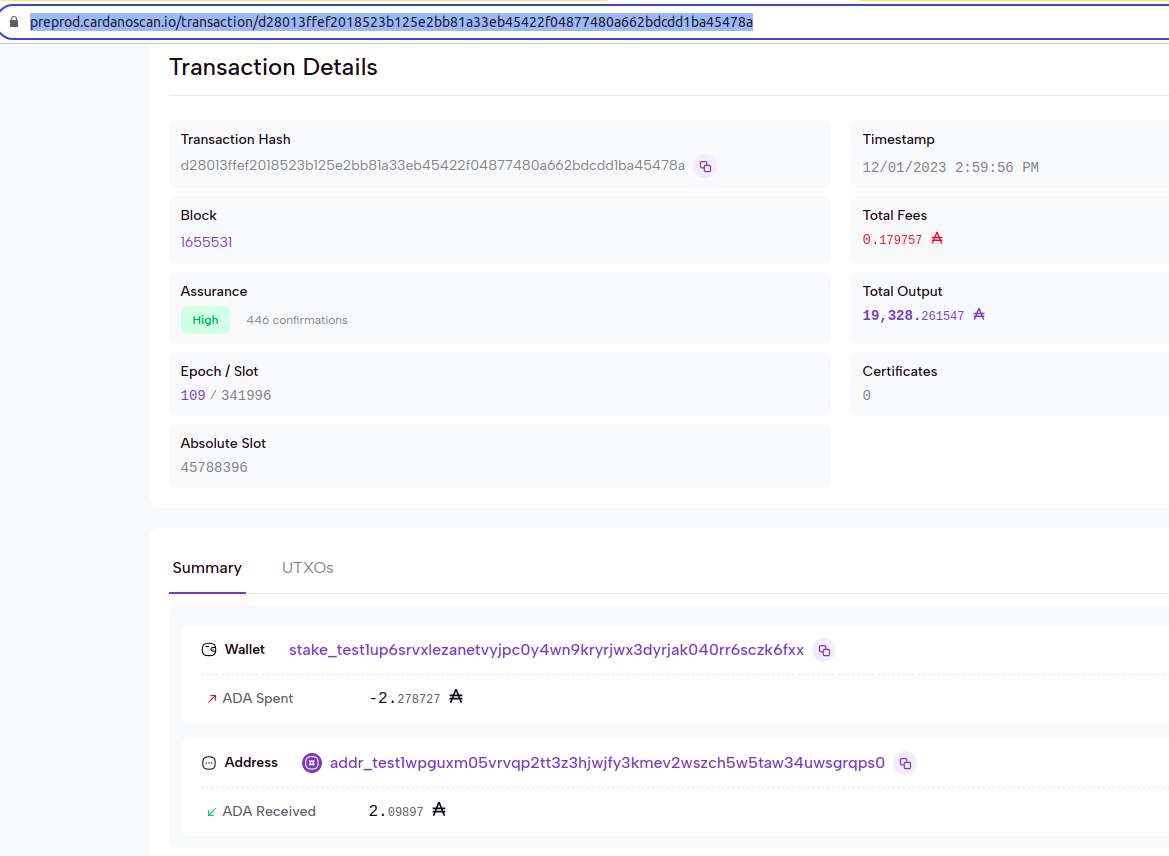 preprod.cardanoscan.io/transaction/d28013ffef2018523b125e2bb81a33eb45422f04877480a662bdcdd1ba45478a
Transaction Details
Transaction Hash
d28013ffef2018523b125e2bb81a33eb45422f04877480a662bdcdd1ba45478a
Timestamp
12/01/2023 2:59:56 PM
Block
1655531
Total Fees
0.179757 ₳
Assurance
High 446 confirmations
Total Output
19,328.261547 ₳
Epoch / Slot
109 / 341996
Certificates
0
Absolute Slot
45788396
Summary UTXOs
Wallet stake_test1up6srvxlezanetvyjpc0y4wn9kryrjwx3dyrjak040rr6sczk6fxx
ADA Spent -2.278727 ₳
Address addr_test1wpguxm05vrvqp2tt3z3hjwjfy3kmev2wszch5w5taw34uwsgrqps0
ADA Received 2.09897 ₳